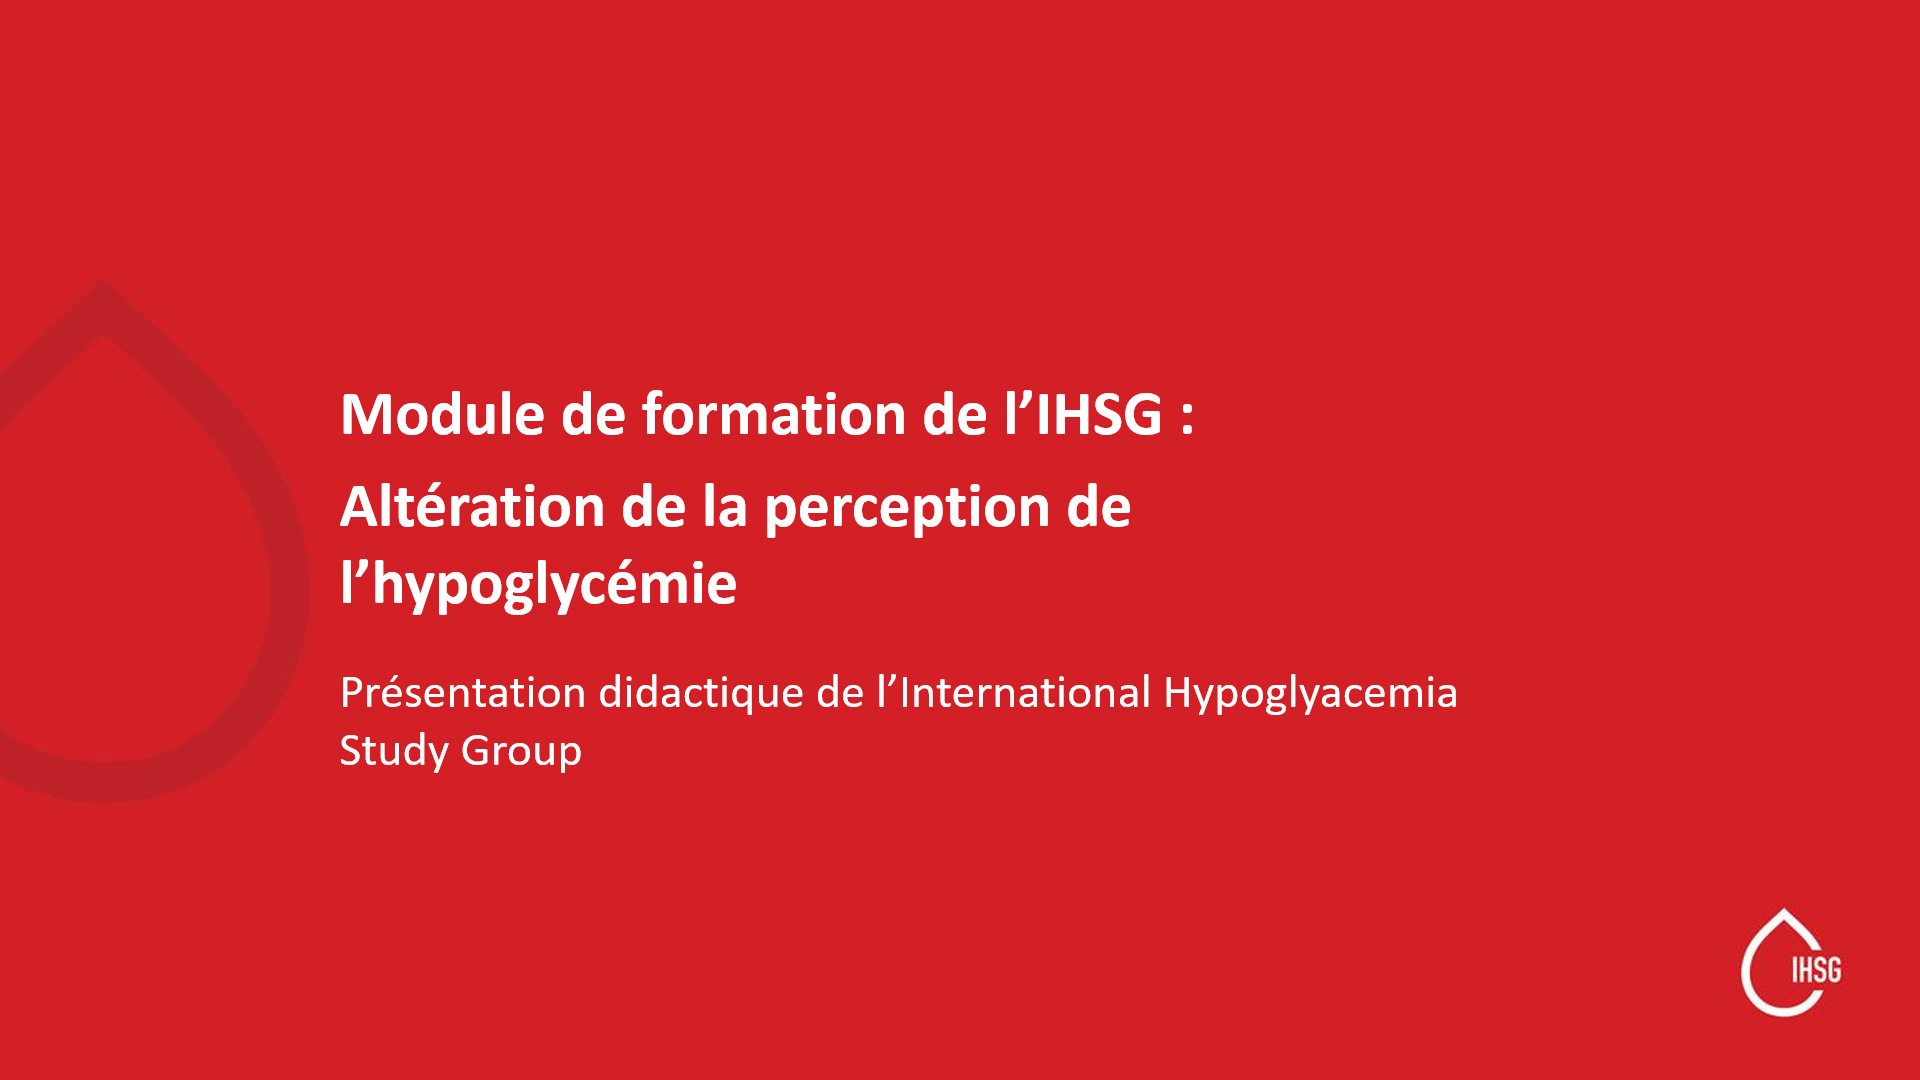 Module de formation de l’IHSG :
Altération de la perception de
l’hypoglycémie
Présentation didactique de l’International Hypoglyacemia
Study Group
IHSG